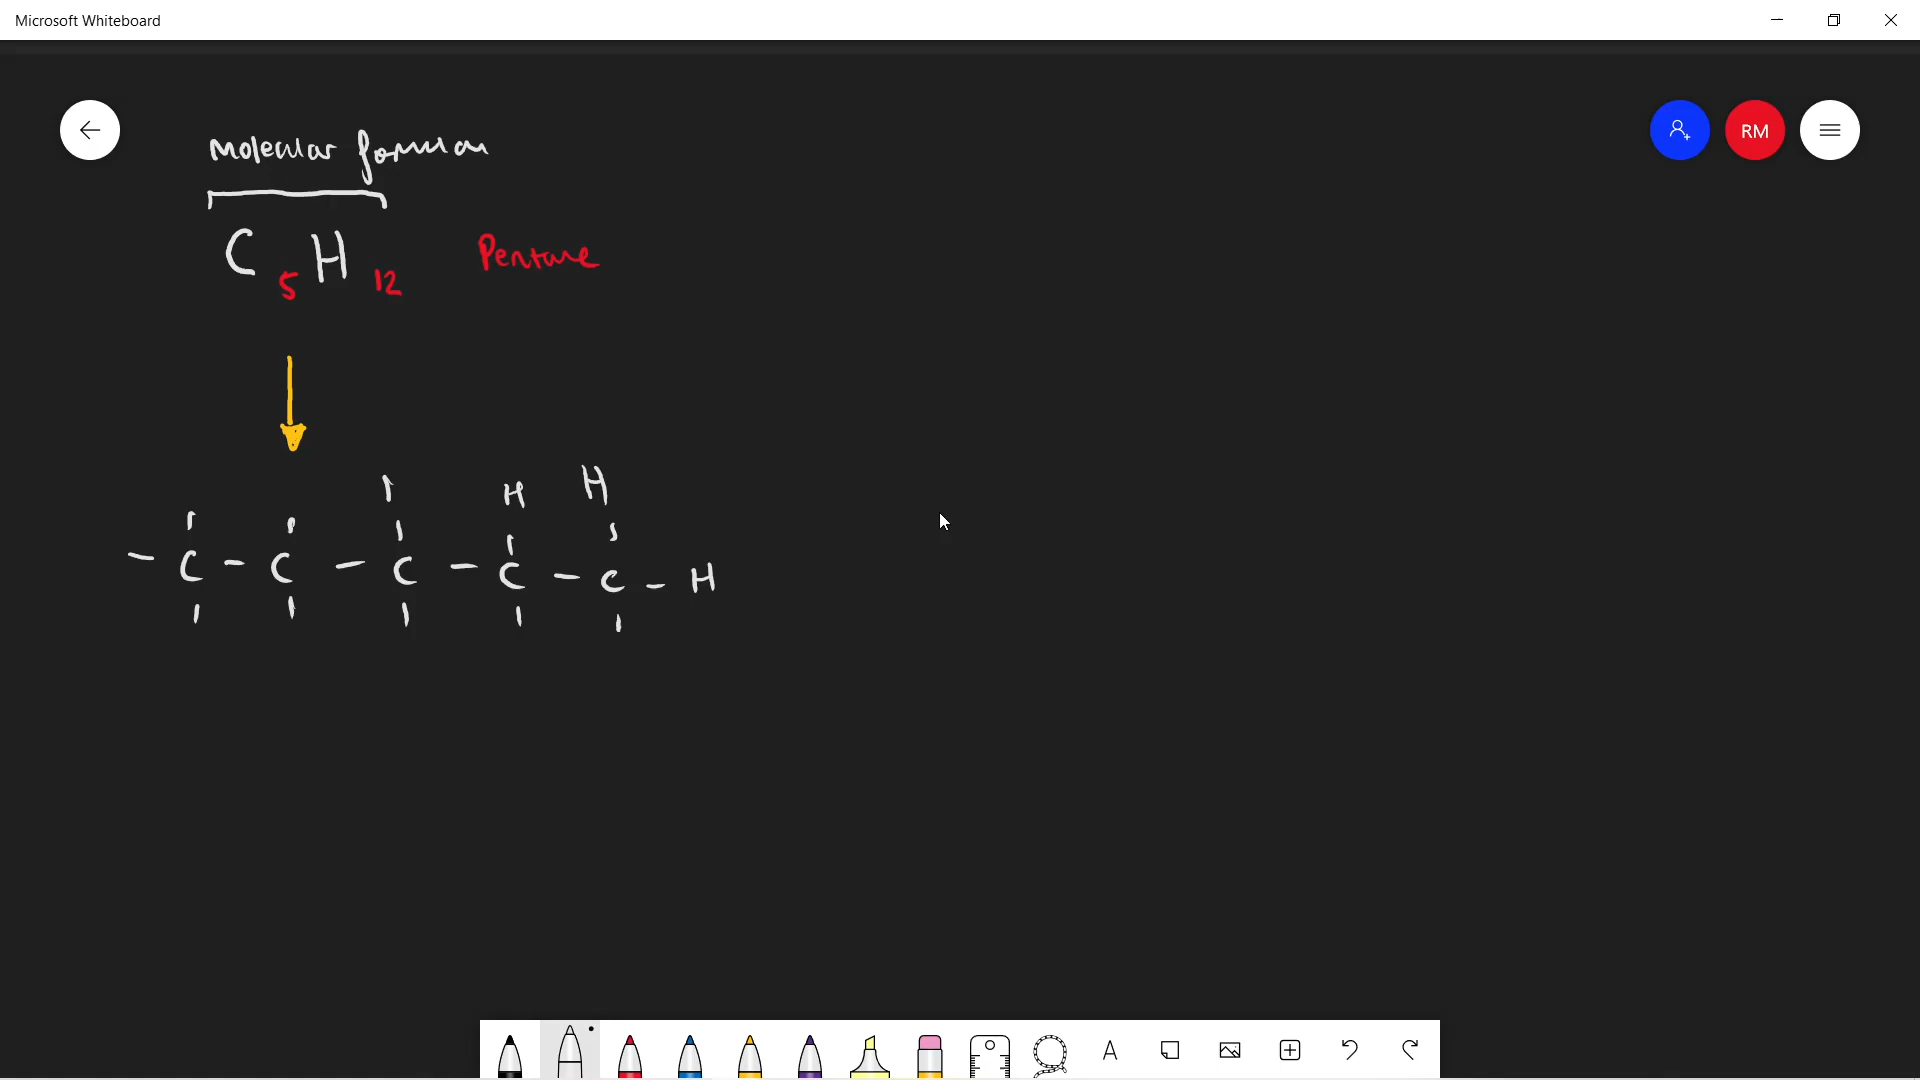 Microsoft Whiteboard
RM
Molecular formula
C5H12 Pentane
H H
- C - C - C - C - C - H
A